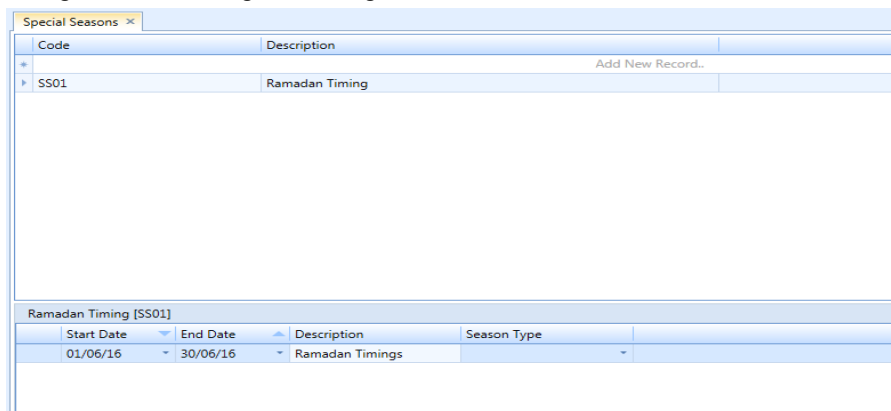 Special Seasons ×
Code Description
Add New Record..
SS01 Ramadan Timing
Ramadan Timing [SS01]
Start Date End Date Description Season Type
01/06/16 30/06/16 Ramadan Timings